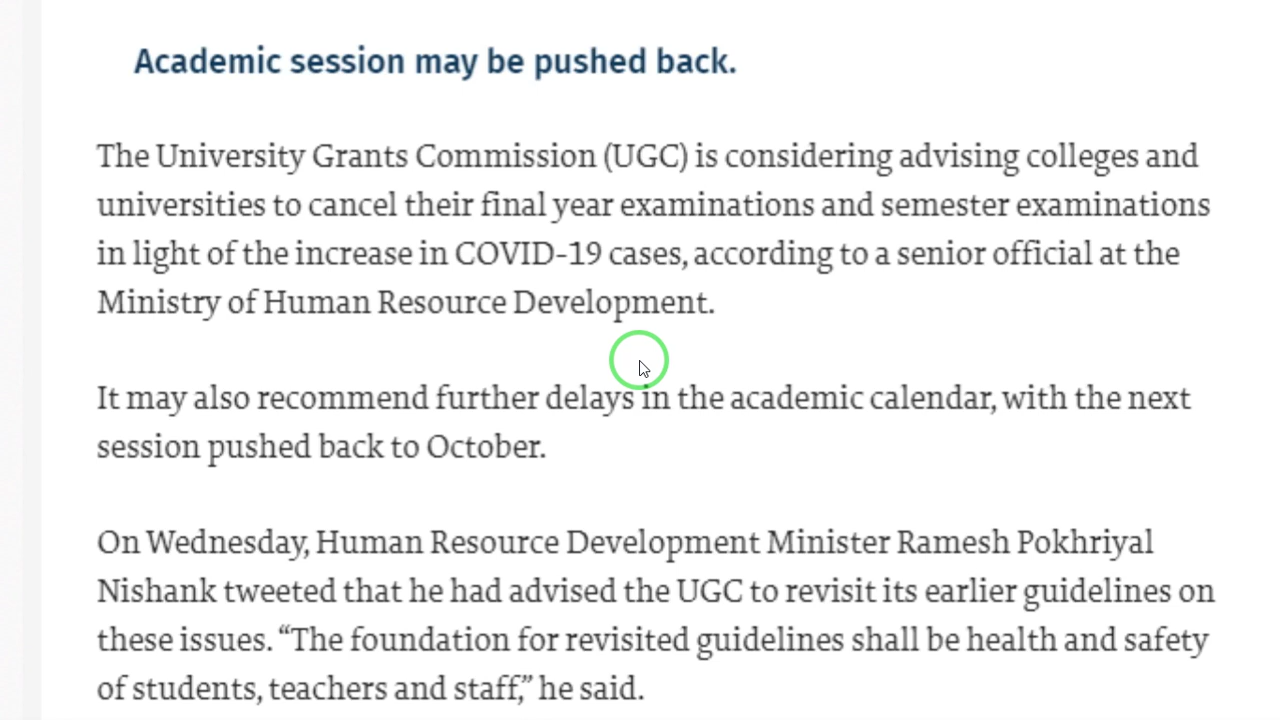 Academic session may be pushed back.
The University Grants Commission (UGC) is considering advising colleges and
universities to cancel their final year examinations and semester examinations
in light of the increase in COVID-19 cases, according to a senior official at the
Ministry of Human Resource Development.
It may also recommend further delays in the academic calendar, with the next
session pushed back to October.
On Wednesday, Human Resource Development Minister Ramesh Pokhriyal
Nishank tweeted that he had advised the UGC to revisit its earlier guidelines on
these issues. “The foundation for revisited guidelines shall be health and safety
of students, teachers and staff,” he said.